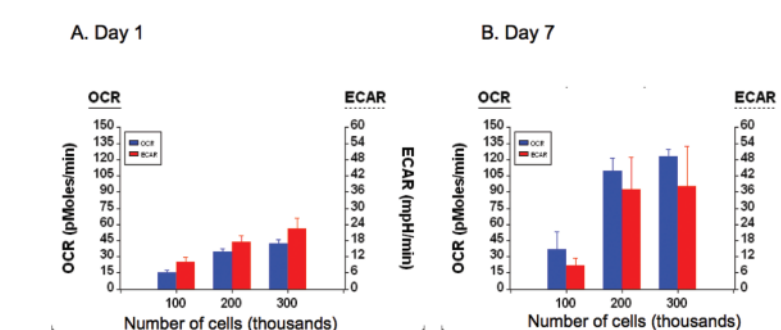 A. Day 1
OCR
ECAR
150
135
120
105
90
75
60
45
30
15
0
60
54
48
42
36
30
24
18
12
6
0
OCR
ECAR
OCR (pMoles/min)
ECAR (mpH/min)
100 200 300
Number of cells (thousands)
B. Day 7
OCR
ECAR
150
135
120
105
90
75
60
45
30
15
0
60
54
48
42
36
30
24
18
12
6
0
OCR
ECAR
OCR (pMoles/min)
100 200 300
Number of cells (thousands)